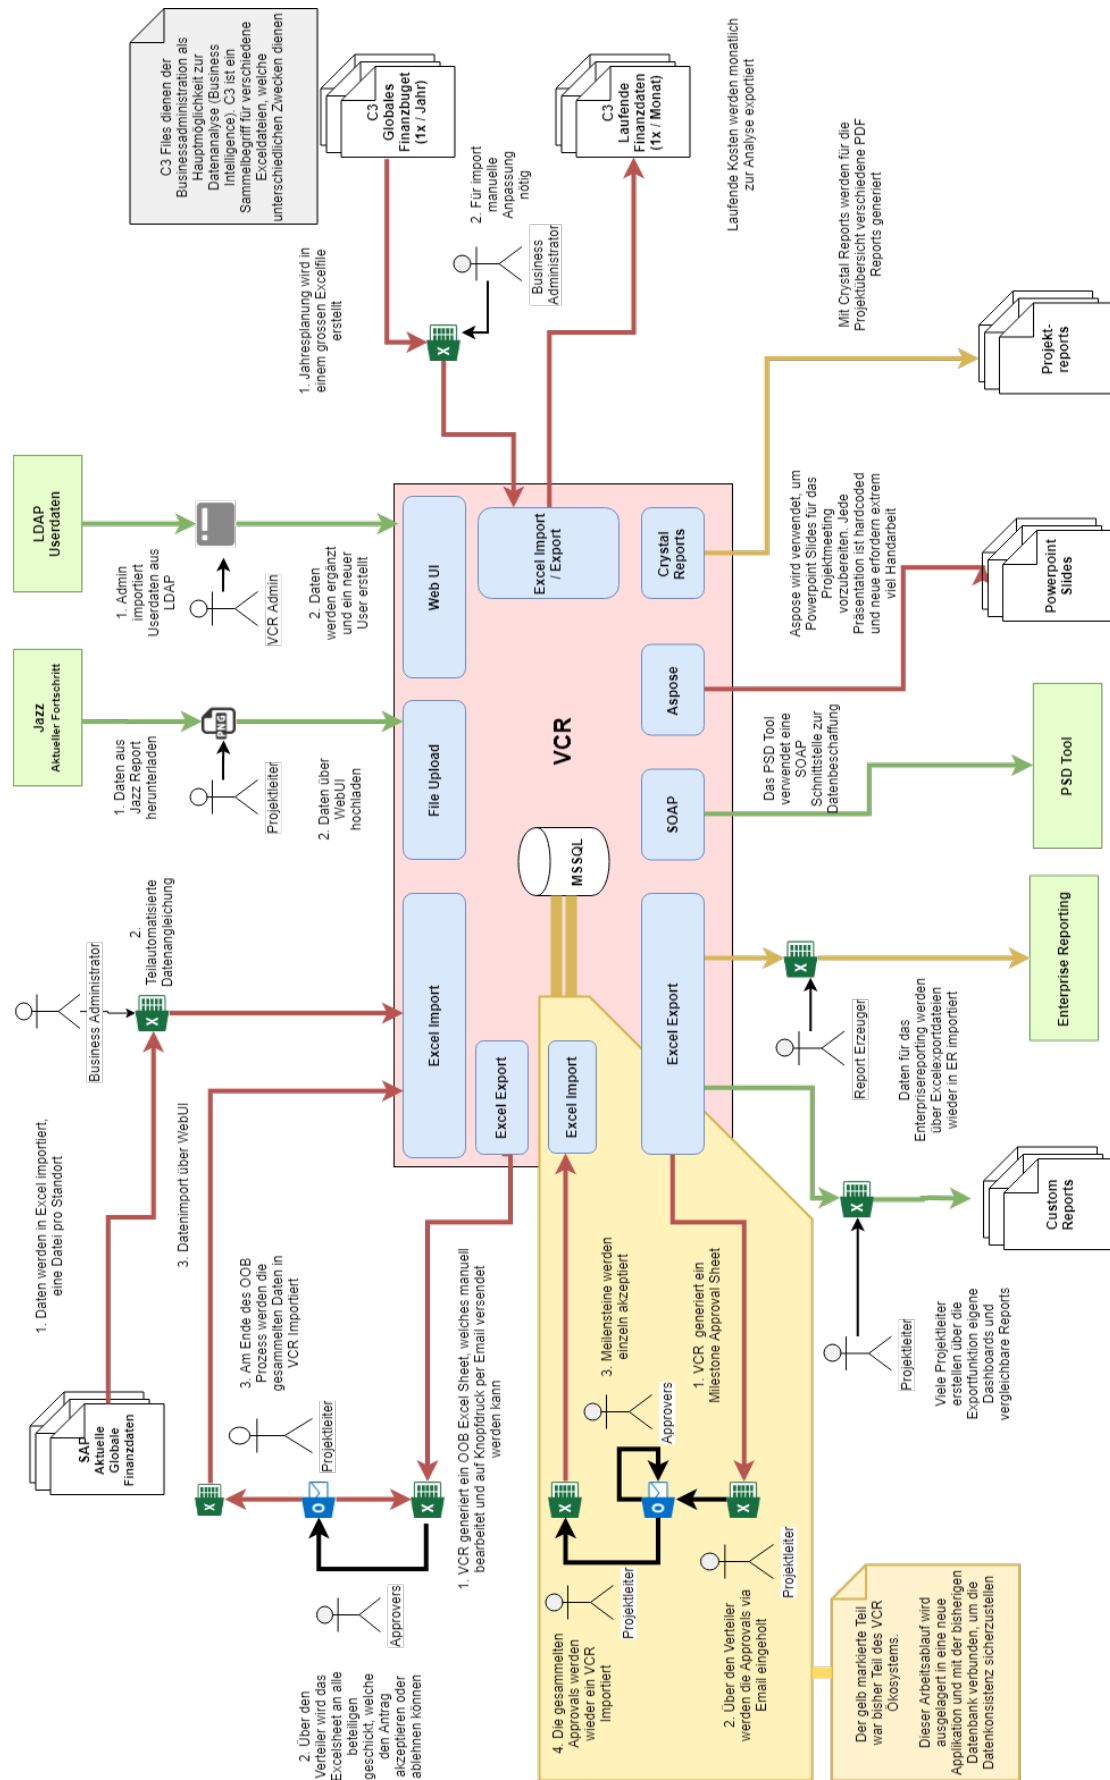 1. Daten werden in Excel importiert,
eine Datei pro Standort
SAP
Aktuelle
Globale
Finanzdaten
Business Administrator
2.
Teilautomatisierte
Datenangleichung
Jazz
Aktueller Fortschritt
1. Daten aus
Jazz Report
herunterladen
PNG
Projektleiter
2. Daten über
WebUI
hochladen
LDAP
Userdaten
1. Admin
importiert
Userdaten aus
LDAP
VCR Admin
2. Daten
werden ergänzt
und ein neuer
User erstellt
C3 Files dienen der
Businessadministration als
Hauptmöglichkeit zur
Datenanalyse (Business
Intelligence). C3 ist ein
Sammelbegriff für verschiedene
Exceldateien, welche
unterschiedlichen Zwecken dienen
3. Datenimport über WebUI
3. Am Ende des OOB
Prozess werden die
gesammelten Daten in
VCR Importiert
Projektleiter
Approvers
2. Über den
Verteiler wird das
Excelsheet an alle
beteiligen
geschickt, welche
den Antrag
akzeptieren oder
ablehnen können
1. VCR generiert ein OOB Excel Sheet, welches manuell
bearbeitet und auf Knopfdruck per Email versendet
werden kann
1. Jahresplanung wird in
einem grossen Excelfile
erstellt
C3
Globales
Finanzbuget
(1x / Jahr)
2. Für import
manuelle
Anpassung
nötig
Business
Administrator
C3
Laufende
Finanzdaten
(1x / Monat)
Laufende Kosten werden monatlich
zur Analyse exportiert
Excel Import
File Upload
Web UI
Excel Export
Excel Import / Export
MSSQL
VCR
Excel Import
Excel Export
SOAP
Aspose
Crystal
Reports
4. Die gesammelten
Approvals werden
wieder ein VCR
Importiert
Projektleiter
3. Meilensteine werden
einzeln akzeptiert
Approvers
1. VCR generiert ein
Milestone Approval Sheet
2. Über den Verteiler
werden die Approvals via
Email eingeholt
Projektleiter
Der gelb markierte Teil
war bisher Teil des VCR
Ökosystems.
Dieser Arbeitsablauf wird
ausgelagert in eine neue
Applikation und mit der bisherigen
Datenbank verbunden, um die
Datenkonsistenz sicherzustellen
Projektleiter
Viele Projektleiter
erstellen über die
Exportfunktion eigene
Dashboards und
vergleichbare Reports
Custom
Reports
Report Erzeuger
Daten für das
Enterprisereporting werden
über Excelexportdateien
wieder in ER importiert
Enterprise Reporting
Das PSD Tool
verwendet eine
SOAP
Schnittstelle zur
Datenbeschaffung
PSD Tool
Aspose wird verwendet, um
Powerpoint Slides für das
Projektmeeting
vorzubereiten. Jede
Präsentation ist hardcoded
und neue erfordern extrem
viel Handarbeit
Powerpoint
Slides
Mit Crystal Reports werden für die
Projektübersicht verschiedene PDF
Reports generiert
Projekt-
reports